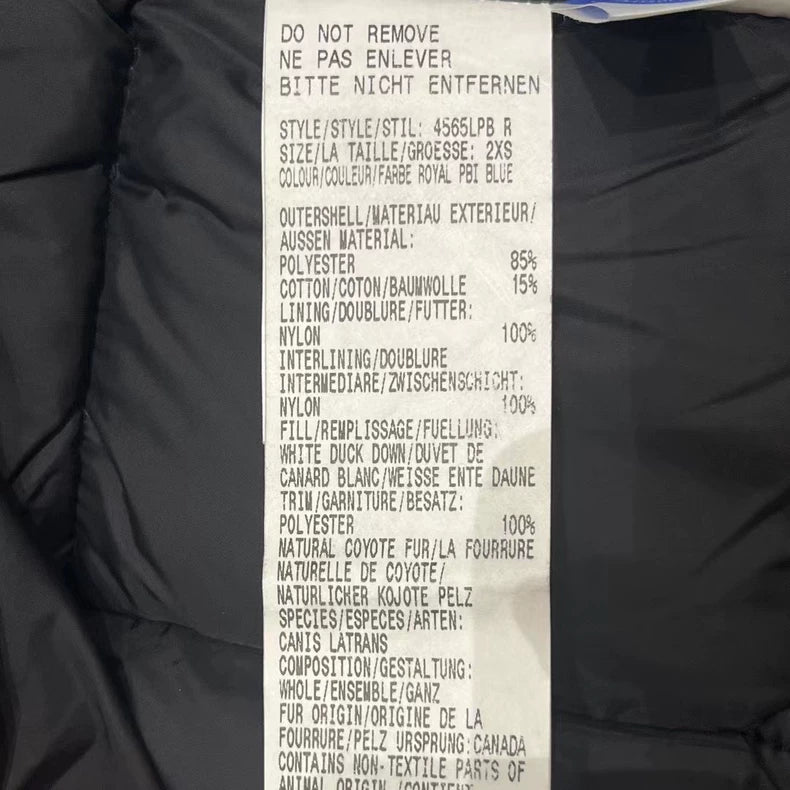 DO NOT REMOVE
NE PAS ENLEVER
BITTE NICHT ENTFERNEN
STYLE/STYLE/STIL: 4565LPB R
SIZE/LA TAILLE/GROESSE: 2XS
COLOUR/COULEUR/FARBE ROYAL PBI BLUE
OUTERSHELL/MATERIAU EXTERIEUR/
AUSSEN MATERIAL:
POLYESTER 85%
COTTON/COTON/BAUMWOLLE 15%
LINING/DOUBLURE/FUTTER:
NYLON 100%
INTERLINING/DOUBLURE
INTERMEDIARE/ZWISCHENSCHICHT:
NYLON 100%
FILL/REMPLISSAGE/FUELLUNG:
WHITE DUCK DOWN/DUVET DE
CANARD BLANC/WEISSE ENTE DAUNE
TRIM/GARNITURE/BESATZ:
POLYESTER 100%
NATURAL COYOTE FUR/LA FOURRURE
NATURELLE DE COYOTE/
NATURLICHER KOJOTE PELZ
SPECIES/ESPECES/ARTEN:
CANIS LATRANS
COMPOSITION/GESTALTUNG:
WHOLE/ENSEMBLE/GANZ
FUR ORIGIN/ORIGINE DE LA
FOURRURE/PELZ URSPRUNG:CANADA
CONTAINS NON-TEXTILE PARTS OF
ANIMAL ORIGIN /CONTIENT